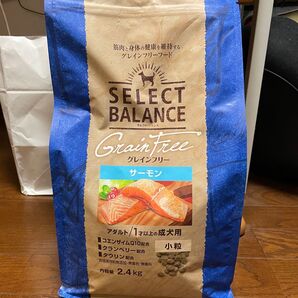 筋肉と身体の健康を維持する
グレインフリーフード
SELECT
BALANCE
Grain Free
グレインフリー
サーモン
アダルト/1才以上の成犬用
コエンザイムQ10配合
クランベリー配合
タウリン配合
小粒
内容量 2.4kg